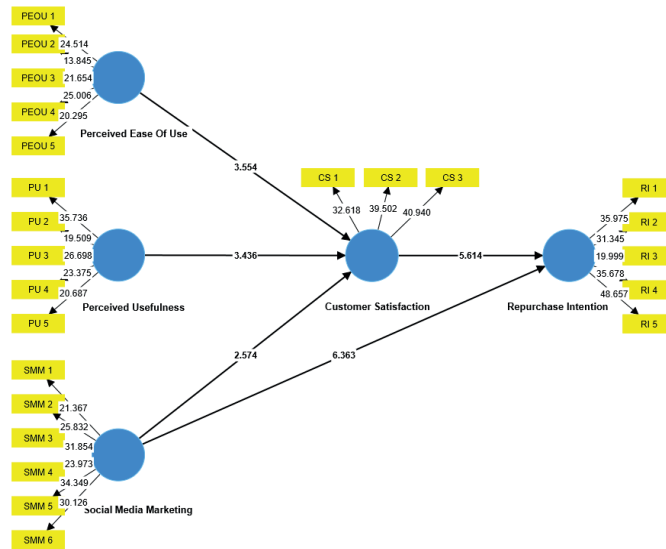 PEOU 1
24.514
PEOU 2
13.845
PEOU 3
21.654
25.006
PEOU 4
20.295
PEOU 5
Perceived Ease Of Use
3.554
CS 1
CS 2
CS 3
32.618
39.502
40.940
PU 1
35.736
PU 2
19.509
PU 3
26.698
23.375
PU 4
20.687
PU 5
Perceived Usefulness
3.436
Customer Satisfaction
5.614
RI 1
35.975
RI 2
31.345
RI 3
19.999
35.678
RI 4
48.657
RI 5
Repurchase Intention
2.574
6.363
SMM 1
21.367
SMM 2
25.832
SMM 3
31.854
23.973
SMM 4
34.349
SMM 5
30.126
SMM 6
Social Media Marketing